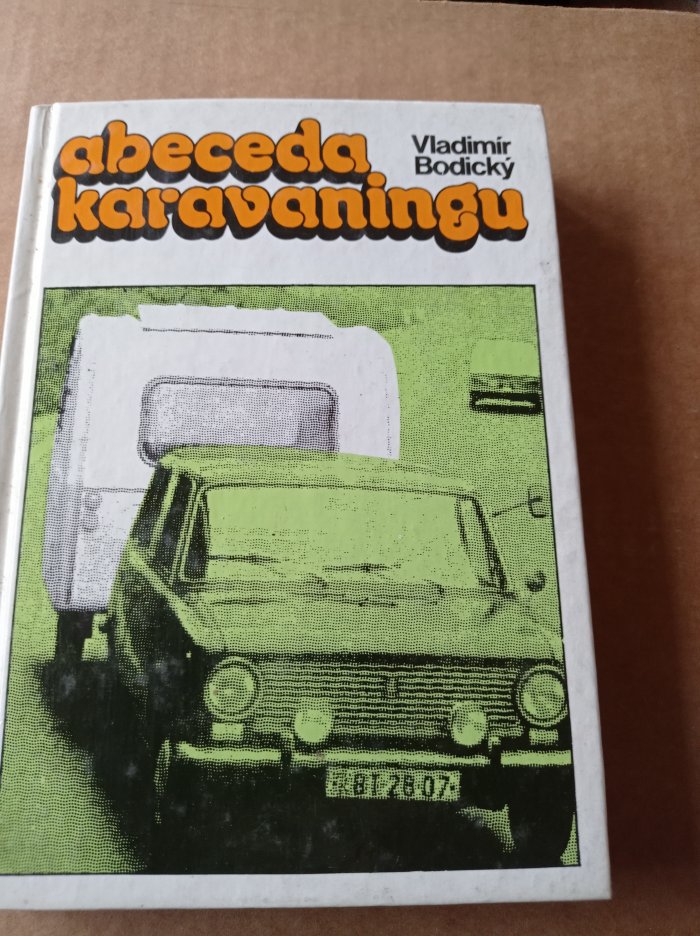 abeceda
karavaningu
Vladimír
Bodický
BT-28-07